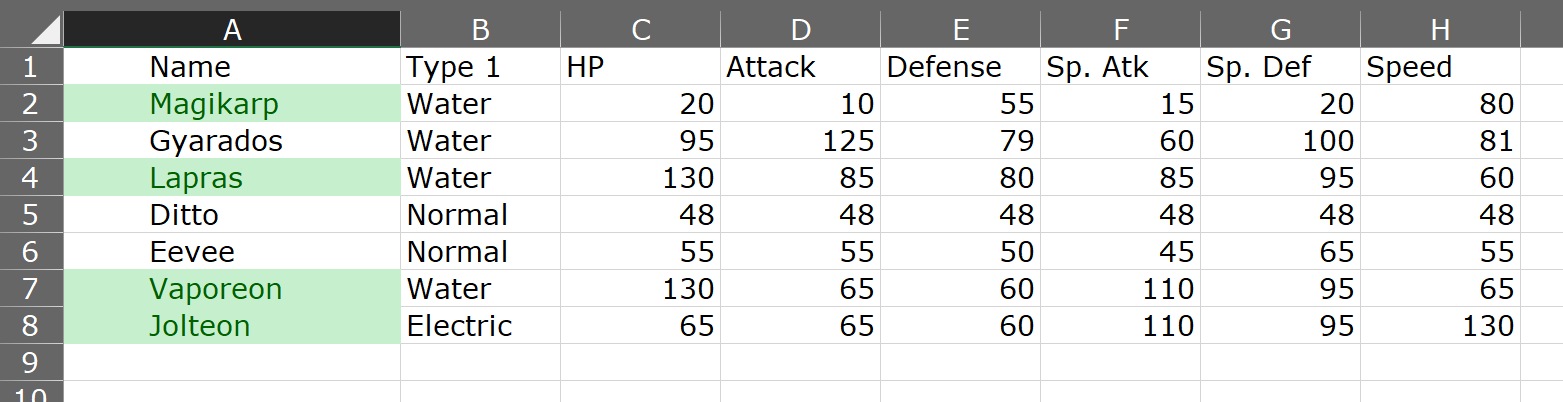 A B C D E F G H
1 Name Type 1 HP Attack Defense Sp. Atk Sp. Def Speed
2 Magikarp Water 20 10 55 15 20 80
3 Gyarados Water 95 125 79 60 100 81
4 Lapras Water 130 85 80 85 95 60
5 Ditto Normal 48 48 48 48 48 48
6 Eevee Normal 55 55 50 45 65 55
7 Vaporeon Water 130 65 60 110 95 65
8 Jolteon Electric 65 65 60 110 95 130
9
10